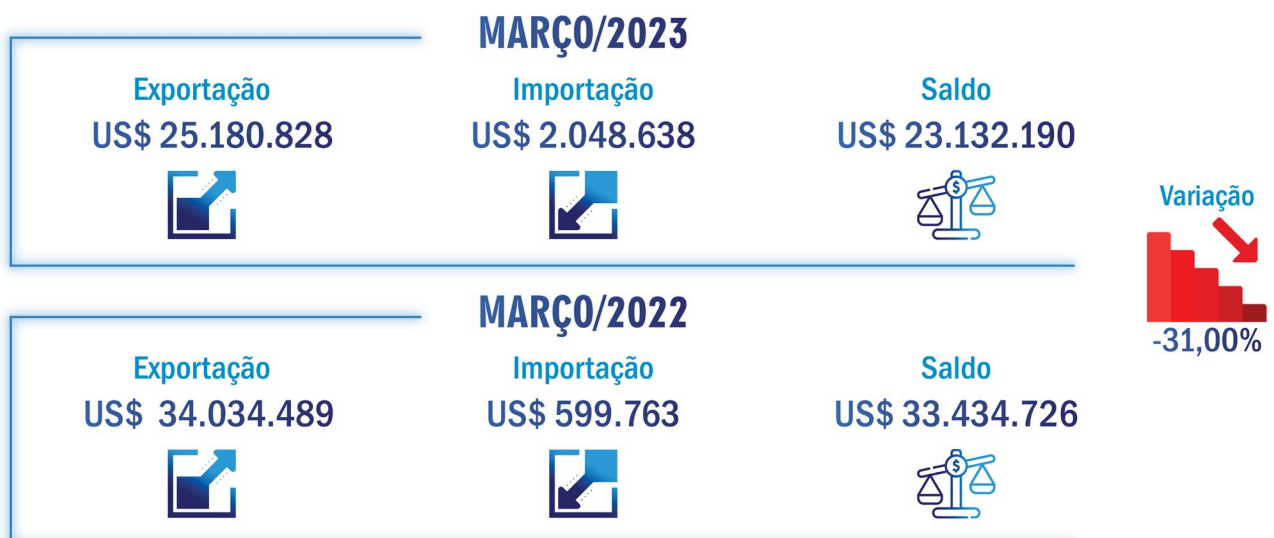 MARÇO/2023
Exportação Importação Saldo
US$ 25.180.828 US$ 2.048.638 US$ 23.132.190
$
Variação
-31,00%
MARÇO/2022
Exportação Importação Saldo
US$ 34.034.489 US$ 599.763 US$ 33.434.726
$